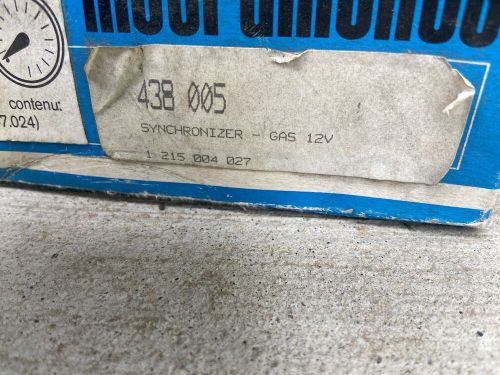 contenu:
7.024)
438 005
SYNCHRONIZER - GAS 12V
1 215 004 027